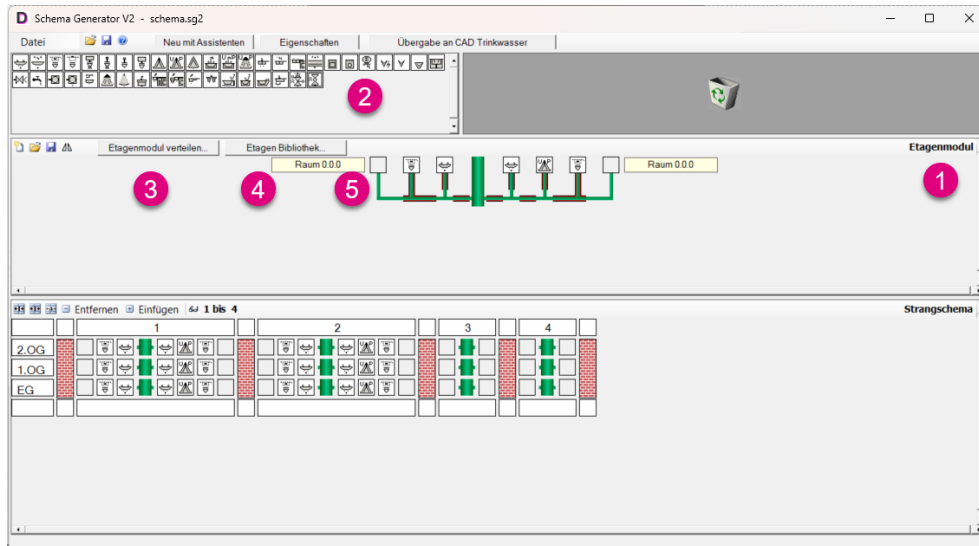 D Schema Generator V2 - schema.sg2
Datei Neu mit Assistenten Eigenschaften Übergabe an CAD Trinkwasser
2
Etagenmodul verteilen... Etagen Bibliothek... Etagenmodul
Raum 0.0.0 Raum 0.0.0
3 4 5 1
Entfernen Einfügen 1 bis 4 Strangschema
1 2 3 4
2.OG
1.OG
EG